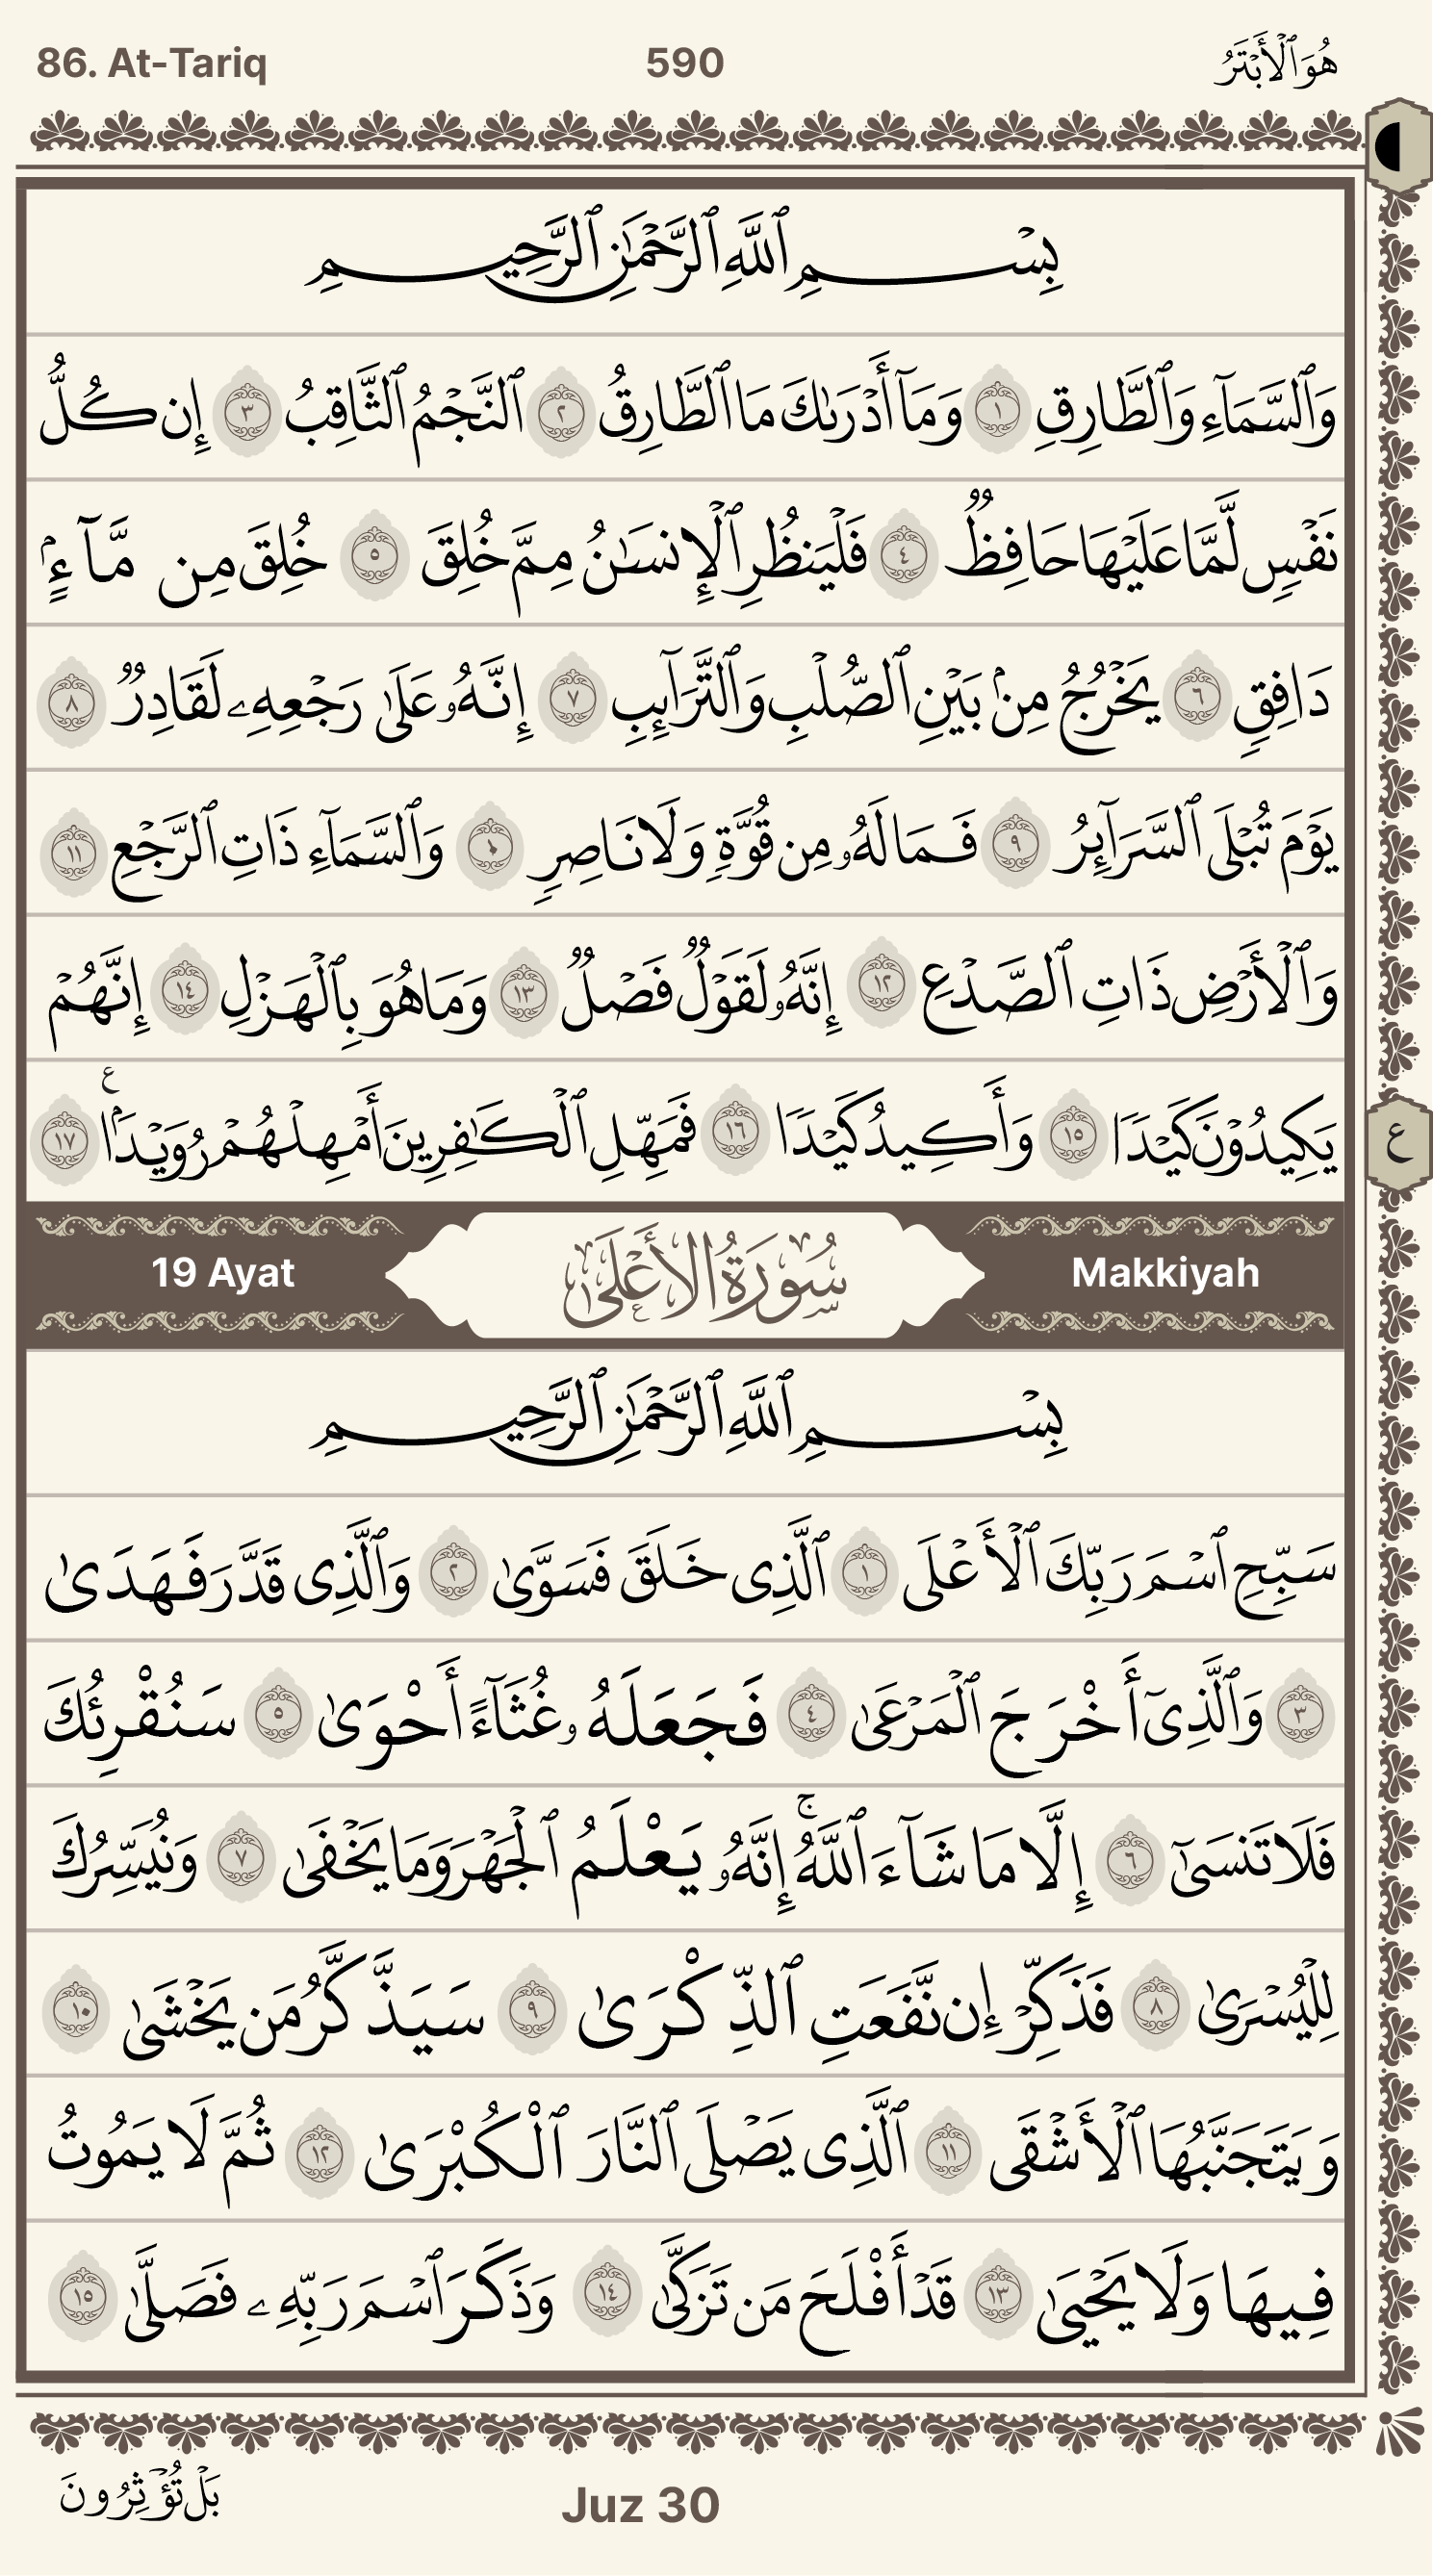 86. At-Tariq 590 هُوَ ٱلۡأَبۡتَرُ
بِسۡمِ ٱللَّهِ ٱلرَّحۡمَٰنِ ٱلرَّحِيمِ
وَٱلسَّمَآءِ وَٱلطَّارِقِ ١ وَمَآ أَدۡرَىٰكَ مَا ٱلطَّارِقُ ٢ ٱلنَّجۡمُ ٱلثَّاقِبُ ٣ إِن كُلُّ
نَفۡسٖ لَّمَّا عَلَيۡهَا حَافِظٞ ٤ فَلۡيَنظُرِ ٱلۡإِنسَٰنُ مِمَّ خُلِقَ ٥ خُلِقَ مِن مَّآءٖ
دَافِقٖ ٦ يَخۡرُجُ مِنۢ بَيۡنِ ٱلصُّلۡبِ وَٱلتَّرَآئِبِ ٧ إِنَّهُۥ عَلَىٰ رَجۡعِهِۦ لَقَادِرٞ ٨
يَوۡمَ تُبۡلَى ٱلسَّرَآئِرُ ٩ فَمَا لَهُۥ مِن قُوَّةٖ وَلَا نَاصِرٖ ١٠ وَٱلسَّمَآءِ ذَاتِ ٱلرَّجۡعِ ١١
وَٱلۡأَرۡضِ ذَاتِ ٱلصَّدۡعِ ١٢ إِنَّهُۥ لَقَوۡلٞ فَصۡلٞ ١٣ وَمَا هُوَ بِٱلۡهَزۡلِ ١٤ إِنَّهُمۡ
يَكِيدُونَ كَيۡدٗا ١٥ وَأَكِيدُ كَيۡدٗا ١٦ فَمَهِّلِ ٱلۡكَٰفِرِينَ أَمۡهِلۡهُمۡ رُوَيۡدَۢا ١٧ ع
19 Ayat سُورَةُ الأَعۡلَىٰ Makkiyah
بِسۡمِ ٱللَّهِ ٱلرَّحۡمَٰنِ ٱلرَّحِيمِ
سَبِّحِ ٱسۡمَ رَبِّكَ ٱلۡأَعۡلَى ١ ٱلَّذِى خَلَقَ فَسَوَّىٰ ٢ وَٱلَّذِى قَدَّرَ فَهَدَىٰ
٣ وَٱلَّذِىٓ أَخۡرَجَ ٱلۡمَرۡعَىٰ ٤ فَجَعَلَهُۥ غُثَآءً أَحۡوَىٰ ٥ سَنُقۡرِئُكَ
فَلَا تَنسَىٰٓ ٦ إِلَّا مَا شَآءَ ٱللَّهُۚ إِنَّهُۥ يَعۡلَمُ ٱلۡجَهۡرَ وَمَا يَخۡفَىٰ ٧ وَنُيَسِّرُكَ
لِلۡيُسۡرَىٰ ٨ فَذَكِّرۡ إِن نَّفَعَتِ ٱلذِّكۡرَىٰ ٩ سَيَذَّكَّرُ مَن يَخۡشَىٰ ١٠
وَيَتَجَنَّبُهَا ٱلۡأَشۡقَى ١١ ٱلَّذِى يَصۡلَى ٱلنَّارَ ٱلۡكُبۡرَىٰ ١٢ ثُمَّ لَا يَمُوتُ
فِيهَا وَلَا يَحۡيَىٰ ١٣ قَدۡ أَفۡلَحَ مَن تَزَكَّىٰ ١٤ وَذَكَرَ ٱسۡمَ رَبِّهِۦ فَصَلَّىٰ ١٥
بَلۡ تُؤۡثِرُونَ Juz 30